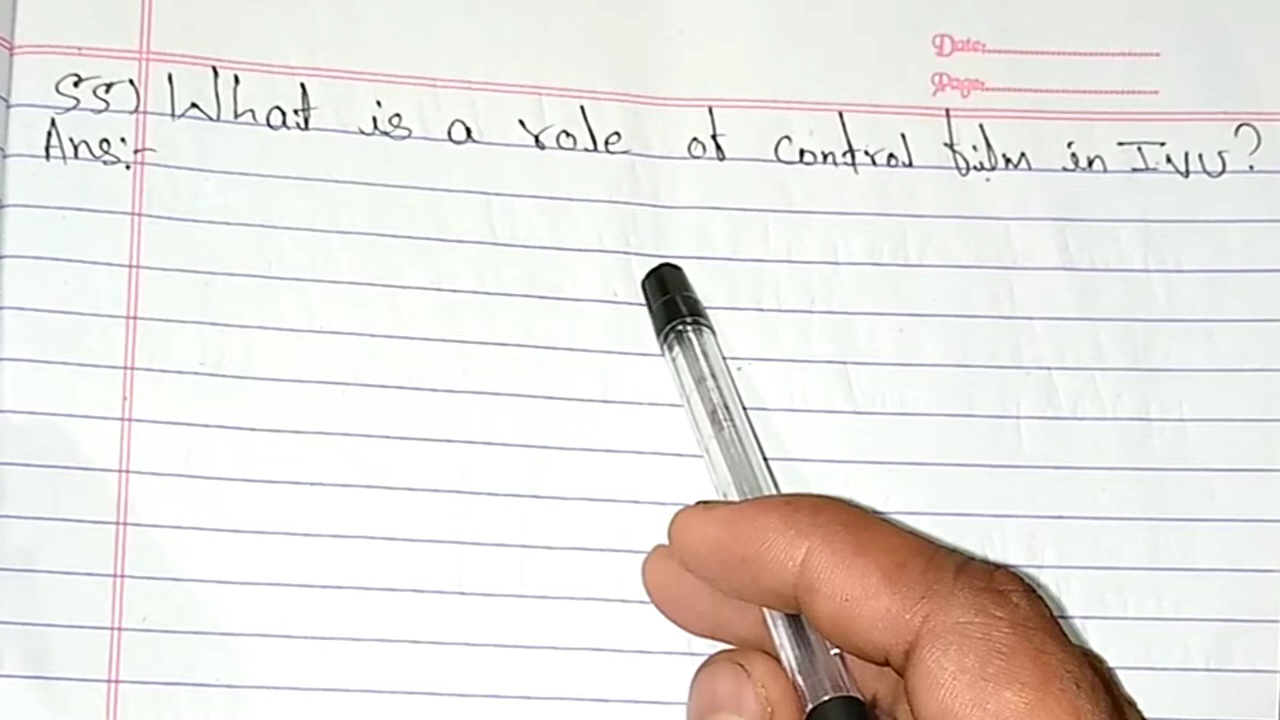 Date:
Page:
55) What is a role of control film in IVU?
Ans:-